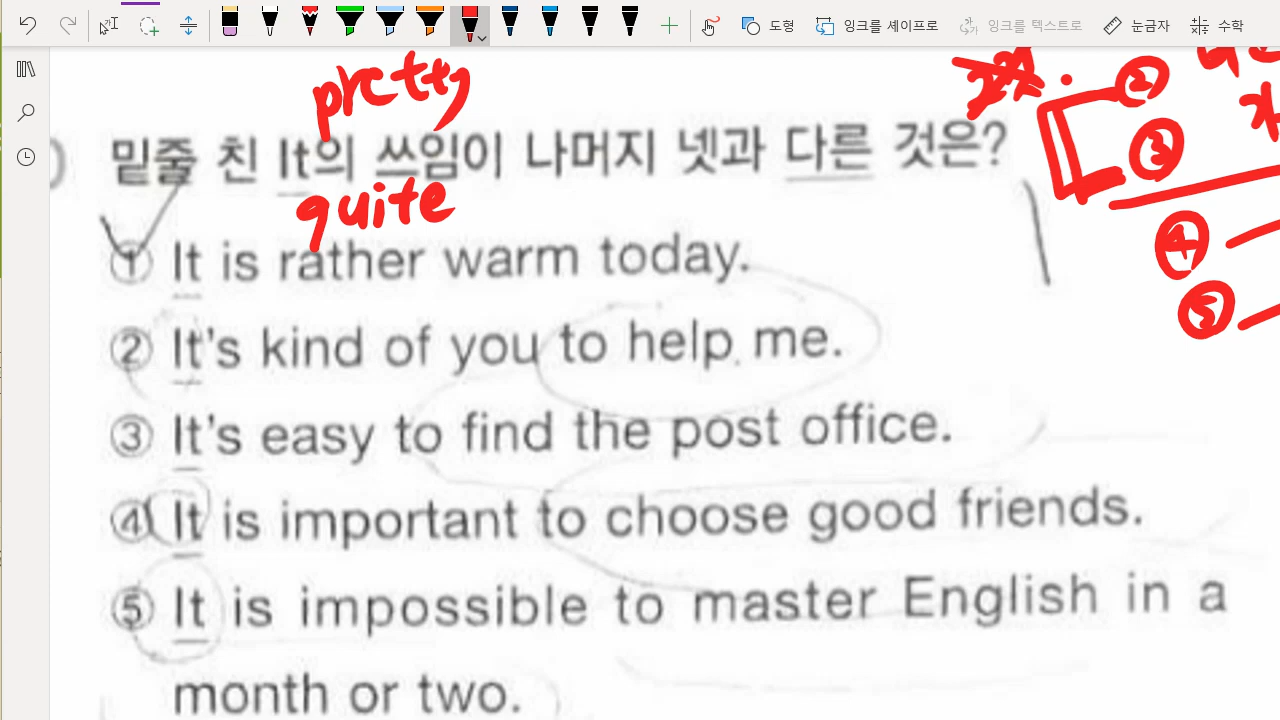 도형 잉크를 셰이프로 잉크를 텍스트로 눈금자 수학
pretty
밑줄 친 It의 쓰임이 나머지 넷과 다른 것은?
quite
① It is rather warm today.
② It's kind of you to help me.
③ It's easy to find the post office.
④ It is important to choose good friends.
⑤ It is impossible to master English in a
month or two.
②
③
④
⑤